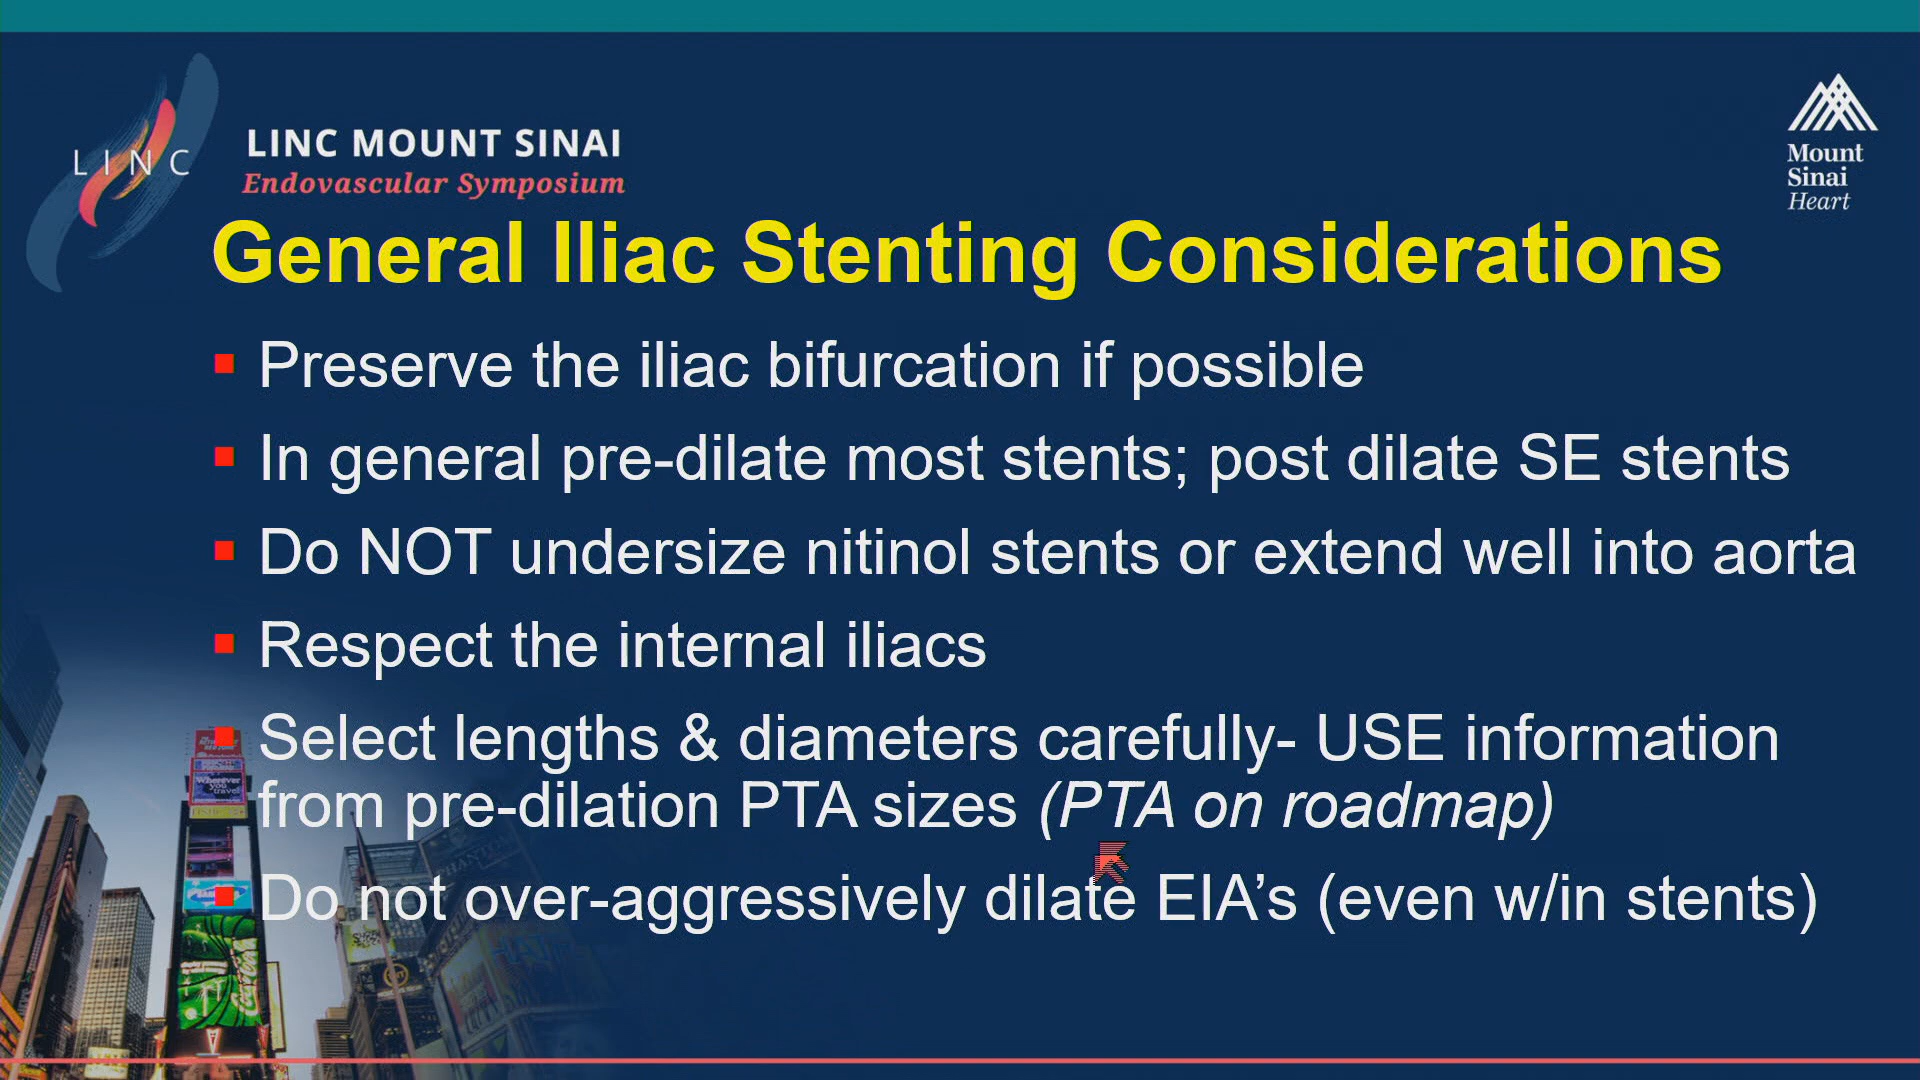 LINC
LINC MOUNT SINAI
Endovascular Symposium
Mount
Sinai
Heart
General Iliac Stenting Considerations
Preserve the iliac bifurcation if possible
In general pre-dilate most stents; post dilate SE stents
Do NOT undersize nitinol stents or extend well into aorta
Respect the internal iliacs
Select lengths & diameters carefully- USE information
from pre-dilation PTA sizes (PTA on roadmap)
Do not over-aggressively dilate EIA’s (even w/in stents)